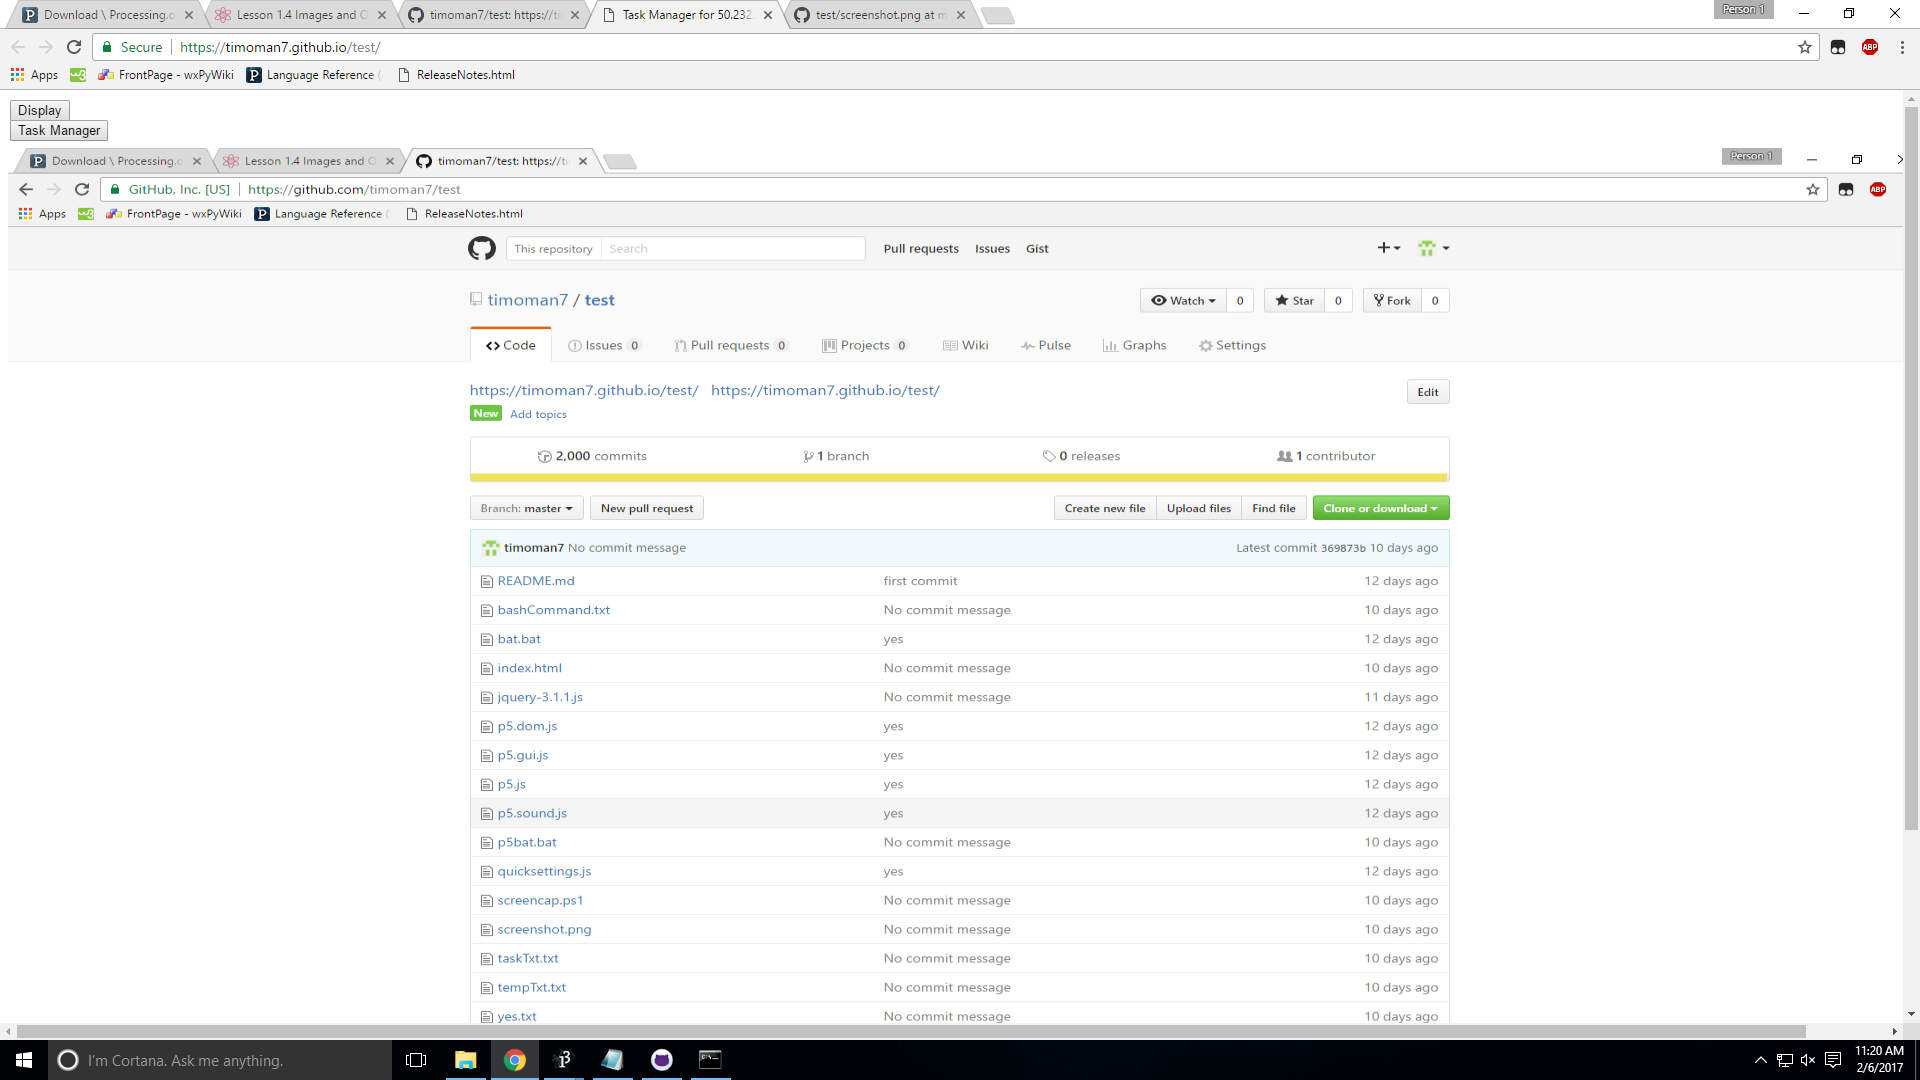 Download \ Processing.o Lesson 1.4 Images and O timoman7/test: https://ti Task Manager for 50.232. test/screenshot.png at m Person 1
Secure https://timoman7.github.io/test/ ABP
Apps w3 FrontPage - wxPyWiki Language Reference ( ReleaseNotes.html
Display
Task Manager
Download \ Processing.o Lesson 1.4 Images and O timoman7/test: https://ti Person 1
GitHub, Inc. [US] https://github.com/timoman7/test ABP
Apps w3 FrontPage - wxPyWiki Language Reference ( ReleaseNotes.html
This repository Search Pull requests Issues Gist
timoman7 / test Watch 0 Star 0 Fork 0
Code Issues 0 Pull requests 0 Projects 0 Wiki Pulse Graphs Settings
https://timoman7.github.io/test/ https://timoman7.github.io/test/ Edit
New Add topics
2,000 commits 1 branch 0 releases 1 contributor
Branch: master New pull request Create new file Upload files Find file Clone or download
timoman7 No commit message Latest commit 369873b 10 days ago
README.md first commit 12 days ago
bashCommand.txt No commit message 10 days ago
bat.bat yes 12 days ago
index.html No commit message 10 days ago
jquery-3.1.1.js No commit message 11 days ago
p5.dom.js yes 12 days ago
p5.gui.js yes 12 days ago
p5.js yes 12 days ago
p5.sound.js yes 12 days ago
p5bat.bat No commit message 10 days ago
quicksettings.js yes 12 days ago
screencap.ps1 No commit message 10 days ago
screenshot.png No commit message 10 days ago
taskTxt.txt No commit message 10 days ago
tempTxt.txt No commit message 10 days ago
yes.txt No commit message 10 days ago
I'm Cortana. Ask me anything. 11:20 AM
2/6/2017